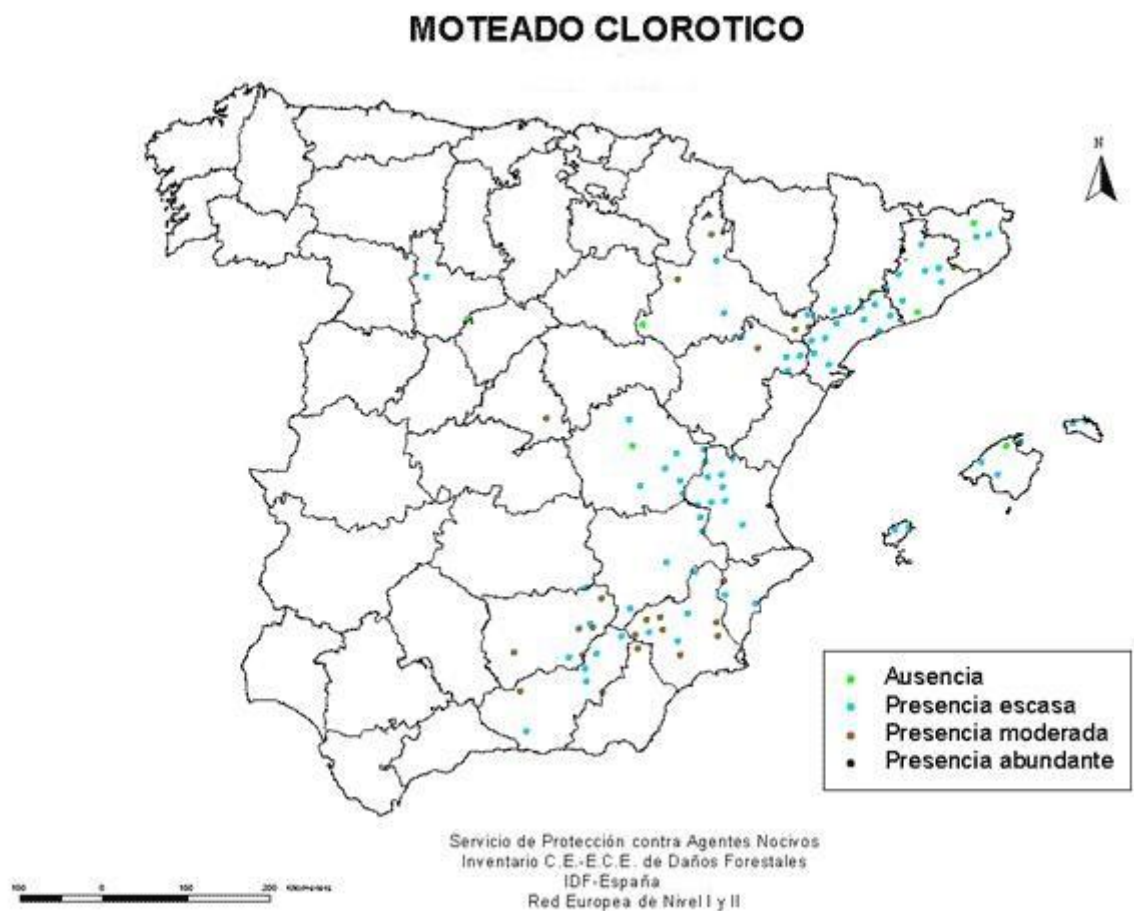 MOTEADO CLOROTICO
N
Ausencia
Presencia escasa
Presencia moderada
Presencia abundante
Servicio de Protección contra Agentes Nocivos
Inventario C.E.-E.C.E. de Daños Forestales
IDF-España
Red Europea de Nivel I y II
100 0 100 200